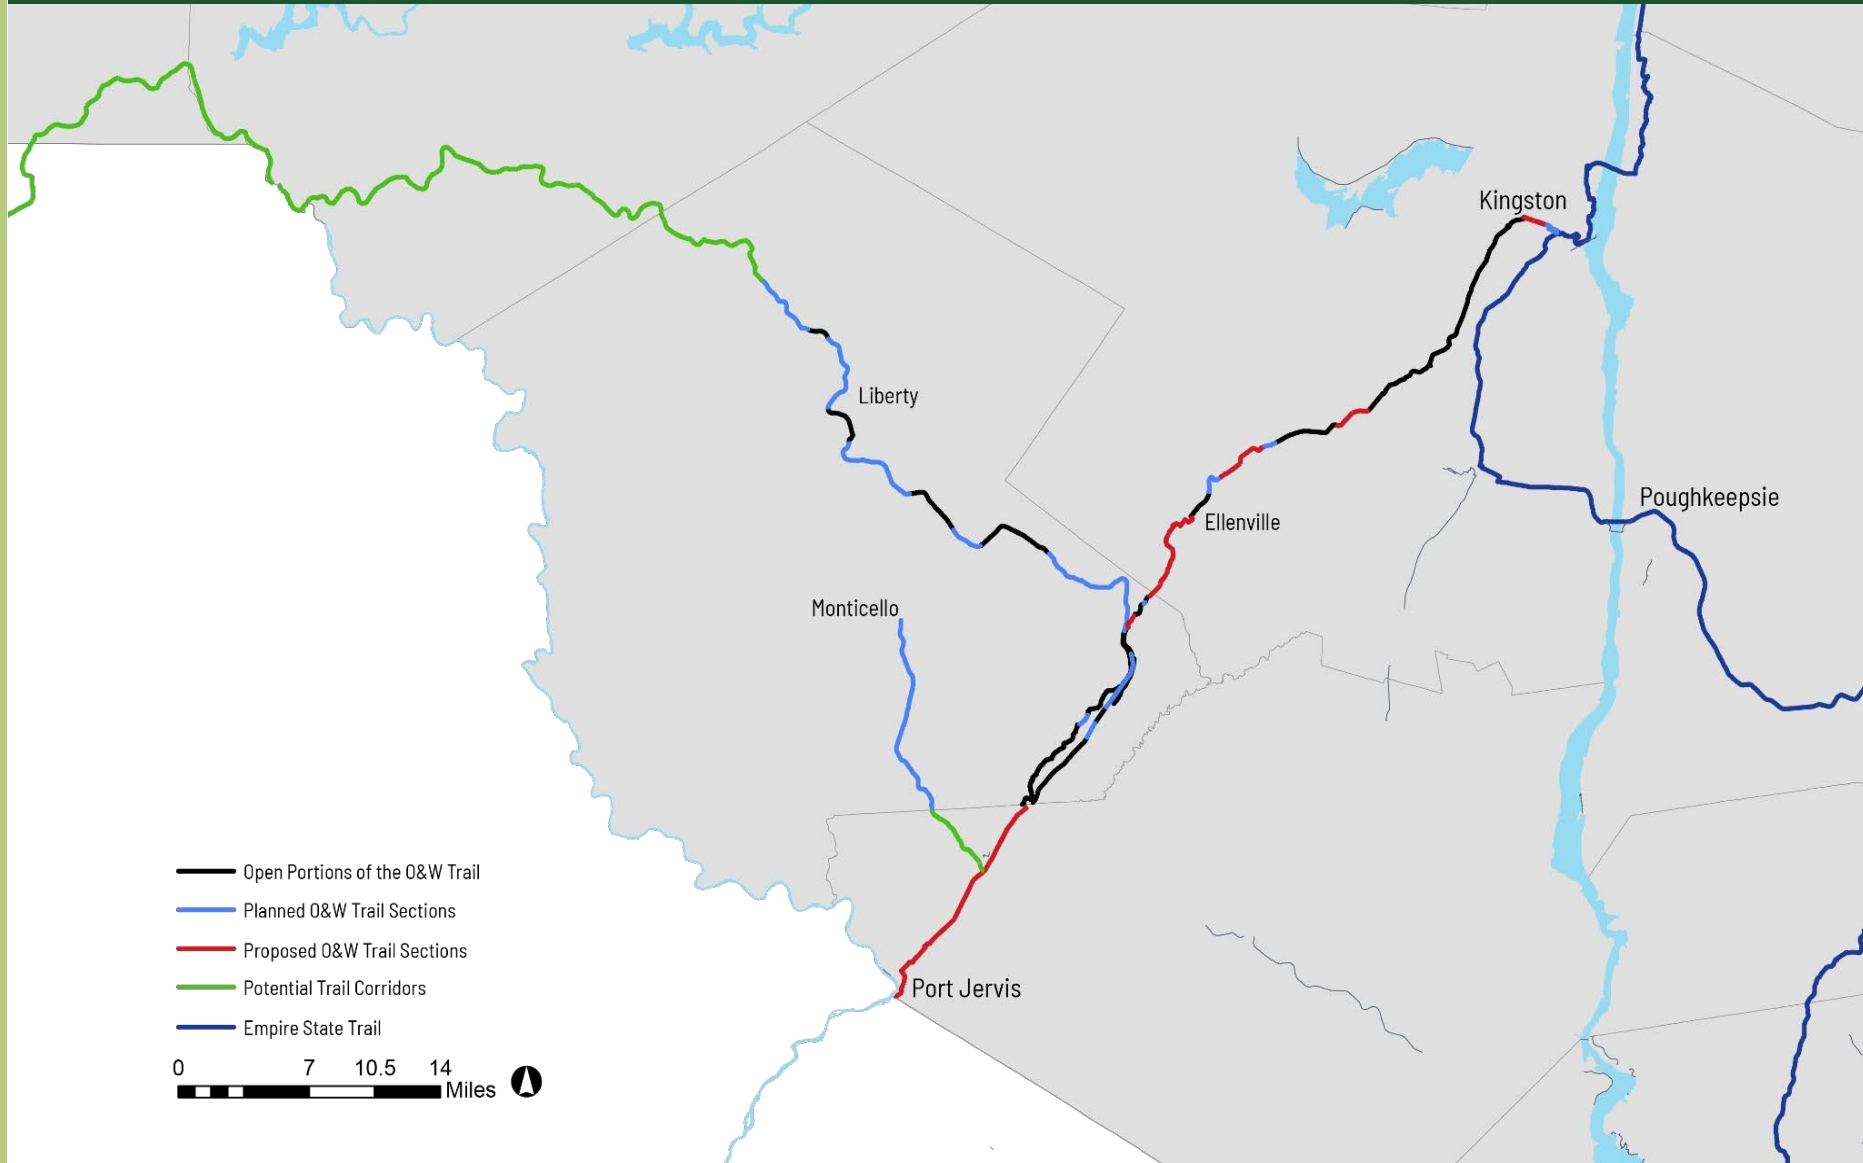 Kingston
Liberty
Poughkeepsie
Ellenville
Monticello
Port Jervis
Open Portions of the O&W Trail
Planned O&W Trail Sections
Proposed O&W Trail Sections
Potential Trail Corridors
Empire State Trail
0 7 10.5 14
Miles